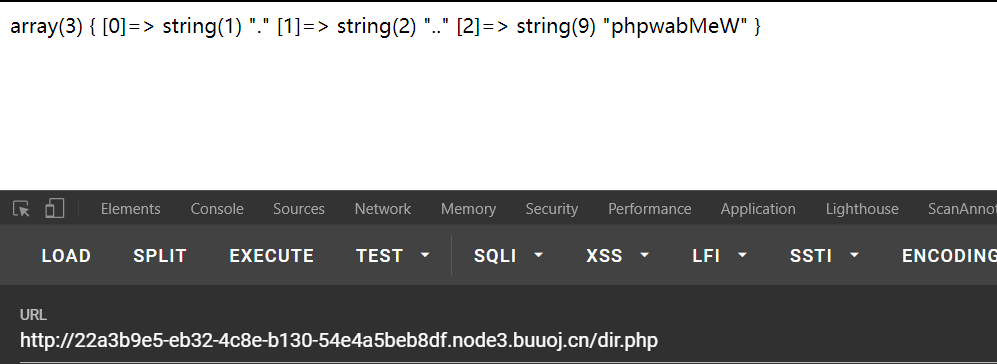 array(3) { [0]=> string(1) "." [1]=> string(2) ".." [2]=> string(9) "phpwabMeW" }
Elements Console Sources Network Memory Security Performance Application Lighthouse ScanAnnot
LOAD SPLIT EXECUTE TEST SQLI XSS LFI SSTI ENCODING
URL
http://22a3b9e5-eb32-4c8e-b130-54e4a5beb8df.node3.buuoj.cn/dir.php